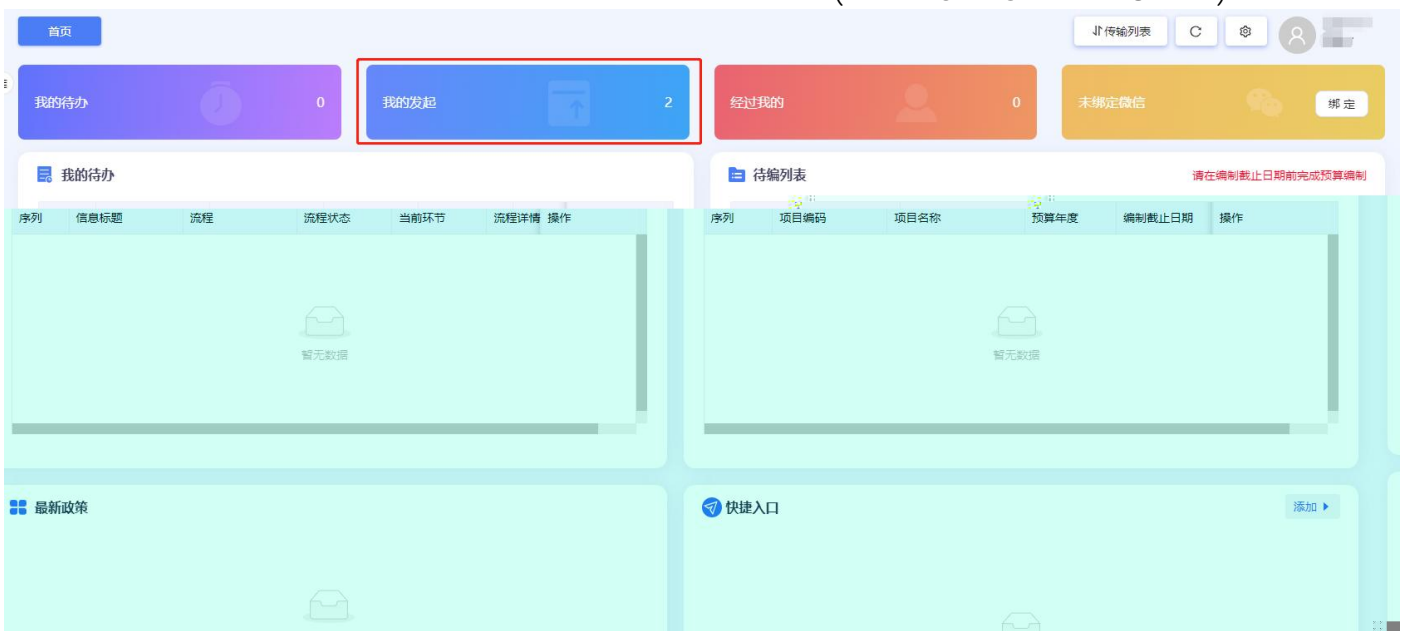 首页
传输列表
我的待办 0
我的发起 2
经过我的 0
未绑定微信 绑定
我的待办
待编列表 请在编制截止日期前完成预算编制
序列 信息标题 流程 流程状态 当前环节 流程详情 操作
序列 项目编码 项目名称 预算年度 编制截止日期 操作
暂无数据
暂无数据
最新政策
快捷入口 添加